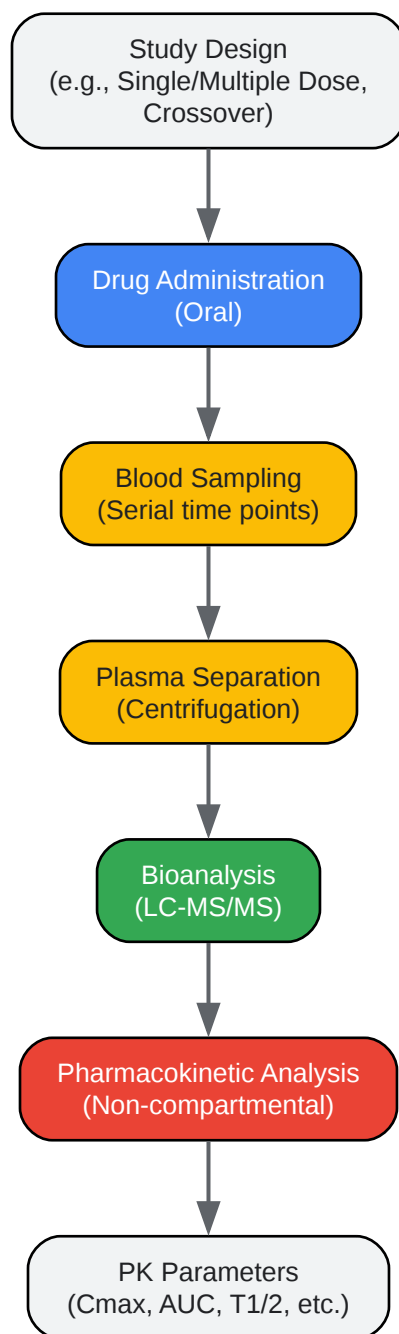 Study Design
(e.g., Single/Multiple Dose,
Crossover)
Drug Administration
(Oral)
Blood Sampling
(Serial time points)
Plasma Separation
(Centrifugation)
Bioanalysis
(LC-MS/MS)
Pharmacokinetic Analysis
(Non-compartmental)
PK Parameters
(Cmax, AUC, T1/2, etc.)